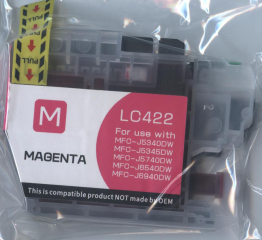 PULL
PULL
M
LC422
For use with
MFC-J5340DW
MFC-J5345DW
MFC-J5740DW
MFC-J6540DW
MFC-J6940DW
MAGENTA
This is compatible product NOT made by OEM